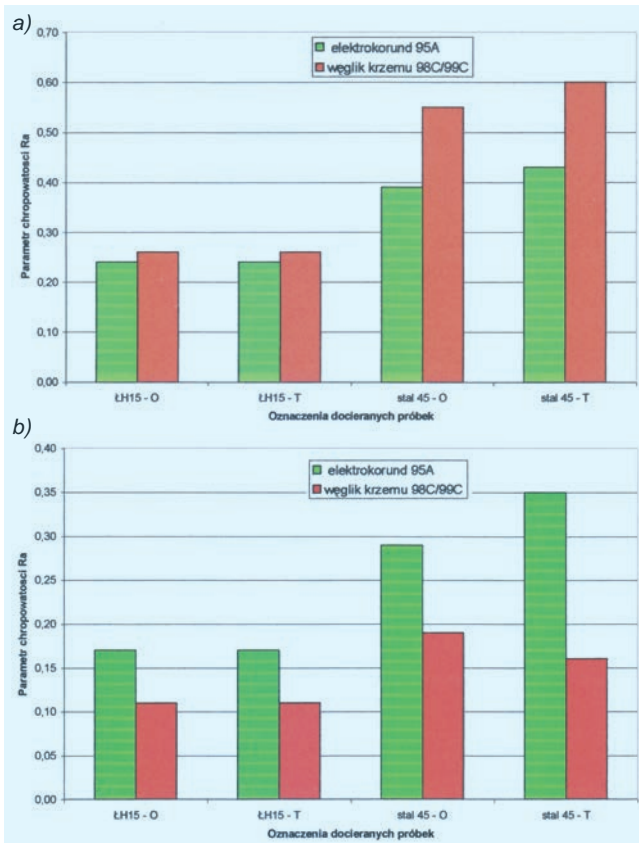 a)
0,70
0,60
0,50
0,40
0,30
0,20
0,10
0,00
Parametr chropowatosci Ra
elektrokorund 95A
węglik krzemu 98C/99C
ŁH15 - O
ŁH15 - T
stal 45 - O
stal 45 - T
Oznaczenia docieranych próbek
b)
0,40
0,35
0,30
0,25
0,20
0,15
0,10
0,05
0,00
Parametr chropowatosci Ra
elektrokorund 95A
węglik krzemu 98C/99C
ŁH15 - O
ŁH15 - T
stal 45 - O
stal 45 - T
Oznaczenia docieranych próbek